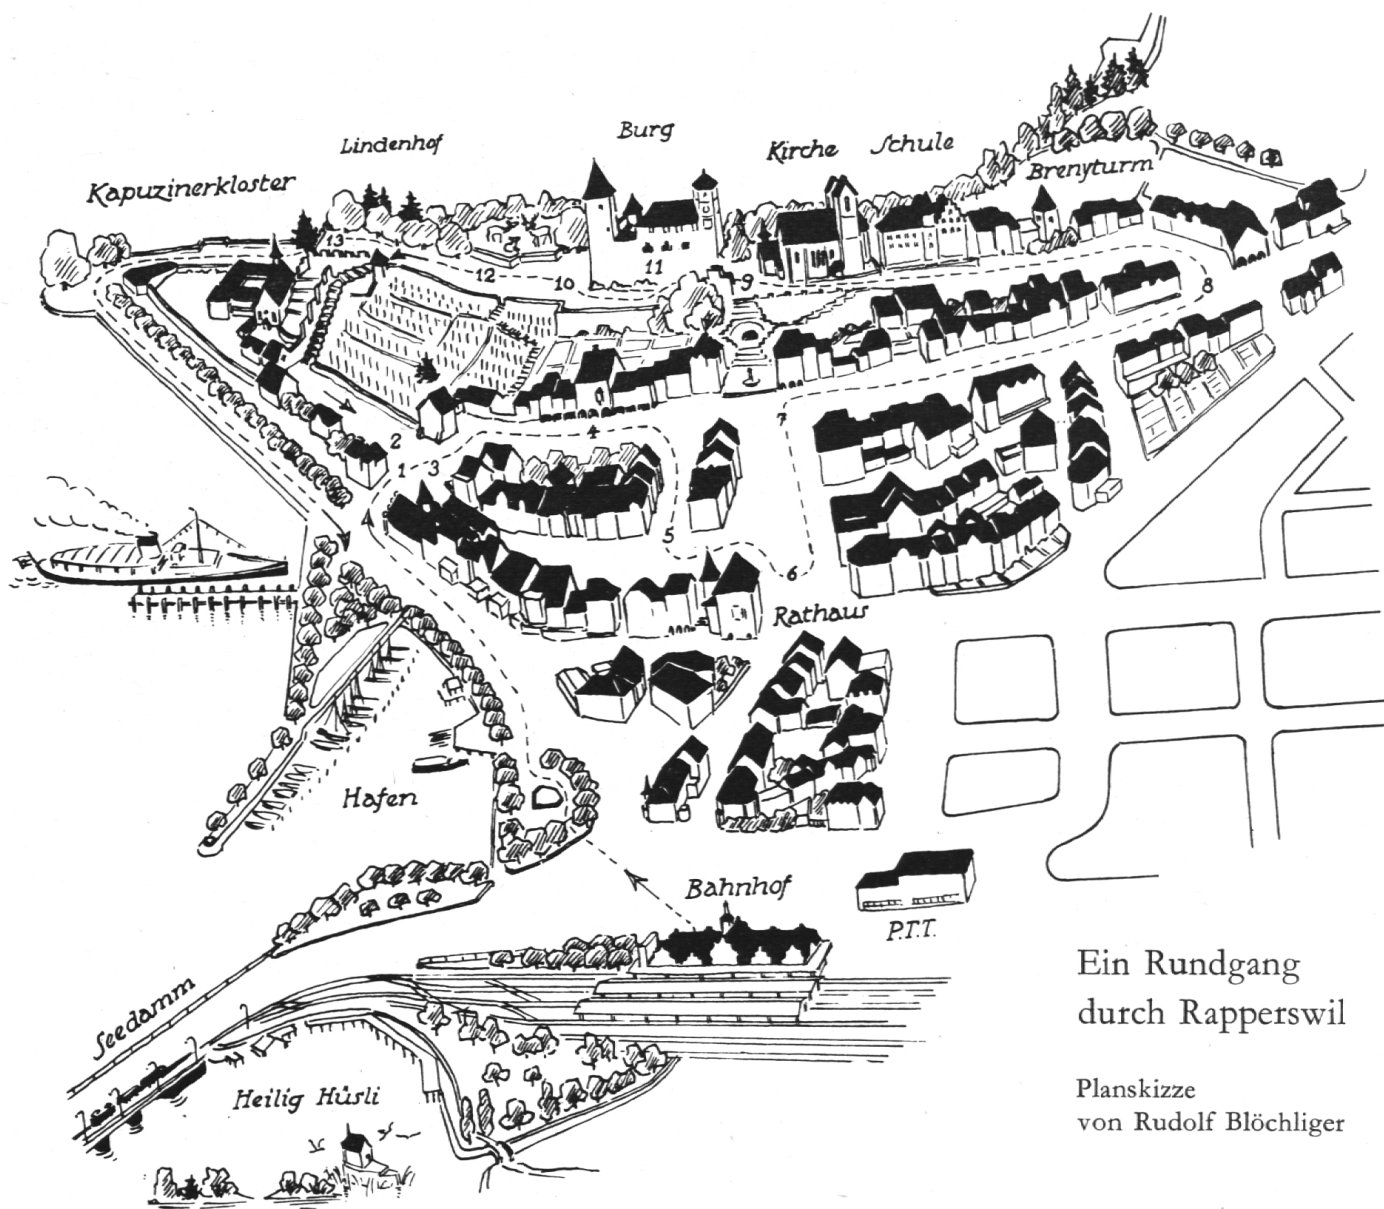 Lindenhof
Burg
Kirche
Schule
Kapuzinerkloster
Brenyturm
13
12
10
11
9
8
7
4
2
1
3
5
6
Rathaus
Hafen
Bahnhof
P.T.T.
Seedamm
Heilig Hüsli
Ein Rundgang
durch Rapperswil
Planskizze
von Rudolf Blöchliger